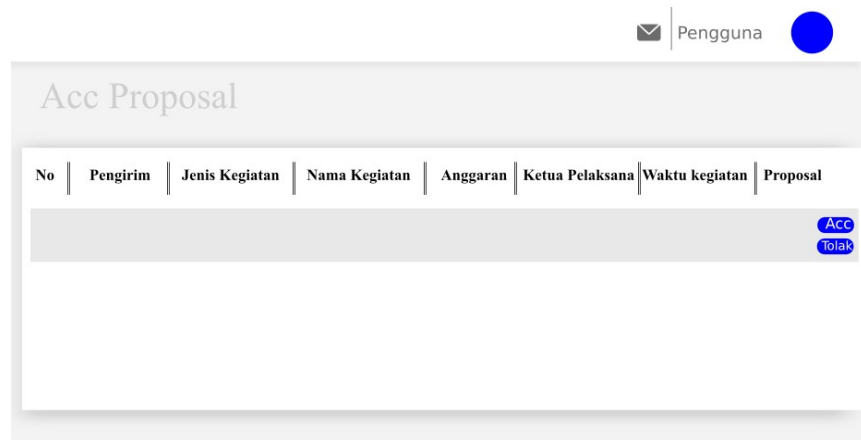 Pengguna
Acc Proposal
No Pengirim Jenis Kegiatan Nama Kegiatan Anggaran Ketua Pelaksana Waktu kegiatan Proposal
Acc
Tolak